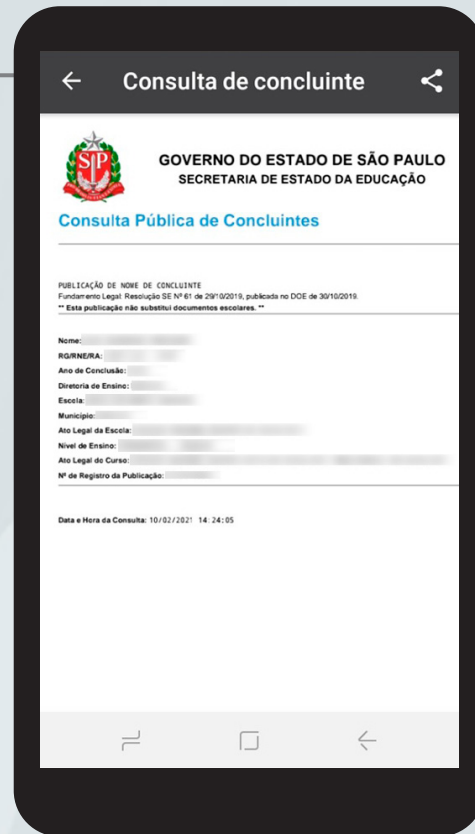 Consulta de concluinte
SP
GOVERNO DO ESTADO DE SÃO PAULO
SECRETARIA DE ESTADO DA EDUCAÇÃO
Consulta Pública de Concluintes
PUBLICAÇÃO DE NOME DE CONCLUINTE
Fundamento Legal: Resolução SE Nº 61 de 29/10/2019, publicada no DOE de 30/10/2019.
** Esta publicação não substitui documentos escolares. **
Nome:
RG/RNE/RA:
Ano de Conclusão:
Diretoria de Ensino:
Escola:
Município:
Ato Legal da Escola:
Nível de Ensino:
Ato Legal do Curso:
Nº de Registro da Publicação:
Data e Hora da Consulta: 10/02/2021 14:24:05